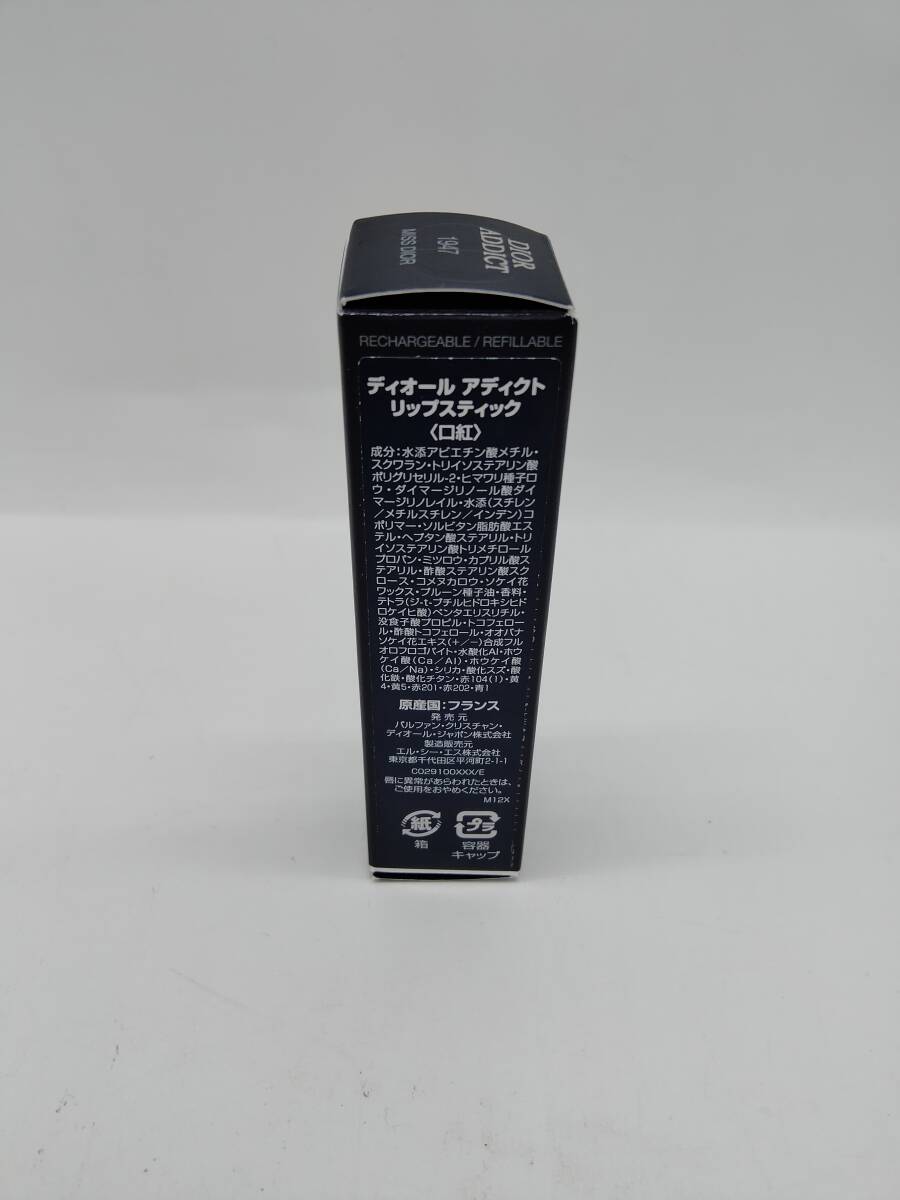 DIOR
ADDICT
1947
MISS DIOR
RECHARGEABLE / REFILLABLE
ディオール アディクト
リップスティック
〈口紅〉
成分：水添アビエチン酸メチル・
スクワラン・トリイソステアリン酸
ポリグリセリル-2・ヒマワリ種子ロ
ウ・ダイマージリノール酸ダイ
マージリノレイル・水添(スチレン
／メチルスチレン／インデン)コ
ポリマー・ソルビタン脂肪酸エス
テル・ヘプタン酸ステアリル・トリ
イソステアリン酸トリメチロール
プロパン・ミツロウ・カプリル酸ス
テアリル・酢酸ステアリン酸スク
ロース・コメヌカロウ・ソケイ花
ワックス・プルーン種子油・香料・
テトラ(ジ-t-ブチルヒドロキシヒド
ロケイヒ酸)ペンタエリスリチル・
没食子酸プロピル・トコフェロー
ル・酢酸トコフェロール・オオバナ
ソケイ花エキス(+/−)合成フル
オロフロゴパイト・水酸化Al・ホウ
ケイ酸(Ca/Al)・ホウケイ酸
(Ca/Na)・シリカ・酸化スズ・酸
化鉄・酸化チタン・赤104(1)・黄
4・黄5・赤201・赤202・青1
原産国：フランス
発売元
パルファン・クリスチャン・
ディオール・ジャポン株式会社
製造販売元
エル・シー・エス株式会社
東京都千代田区平河町2-1-1
C029100XXX/E
唇に異常があらわれたときは、
ご使用をおやめください。
M12X
紙 プラ
箱 容器
キャップ